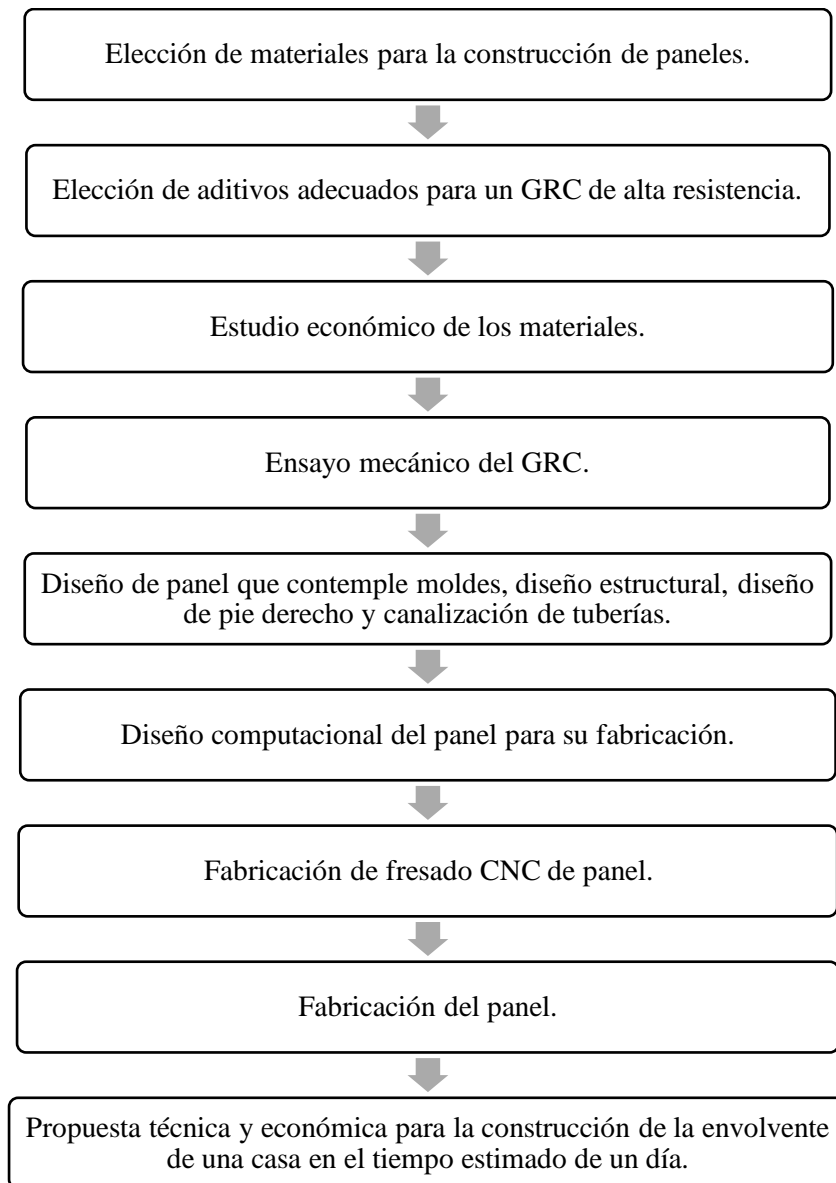 Elección de materiales para la construcción de paneles.
Elección de aditivos adecuados para un GRC de alta resistencia.
Estudio económico de los materiales.
Ensayo mecánico del GRC.
Diseño de panel que contemple moldes, diseño estructural, diseño
de pie derecho y canalización de tuberías.
Diseño computacional del panel para su fabricación.
Fabricación de fresado CNC de panel.
Fabricación del panel.
Propuesta técnica y económica para la construcción de la envolvente
de una casa en el tiempo estimado de un día.